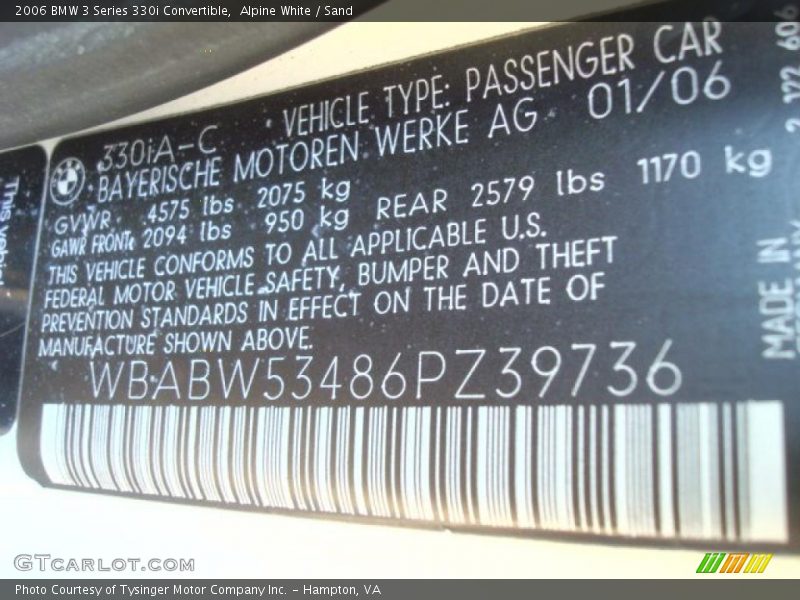 2006 BMW 3 Series 330i Convertible,  Alpine White / Sand
330iA-C
VEHICLE TYPE: PASSENGER CAR
BAYERISCHE MOTOREN WERKE AG 01/06
GVWR 4575 lbs 2075 kg
GAWR FRONT: 2094 lbs 950 kg REAR 2579 lbs 1170 kg
THIS VEHICLE CONFORMS TO ALL APPLICABLE U.S.
FEDERAL MOTOR VEHICLE SAFETY, BUMPER AND THEFT
PREVENTION STANDARDS IN EFFECT ON THE DATE OF
MANUFACTURE SHOWN ABOVE.
WBABW53486PZ39736
MADE IN
This vehicl
GTCARLOT.COM
Photo Courtesy of Tysinger Motor Company Inc. - Hampton, VA